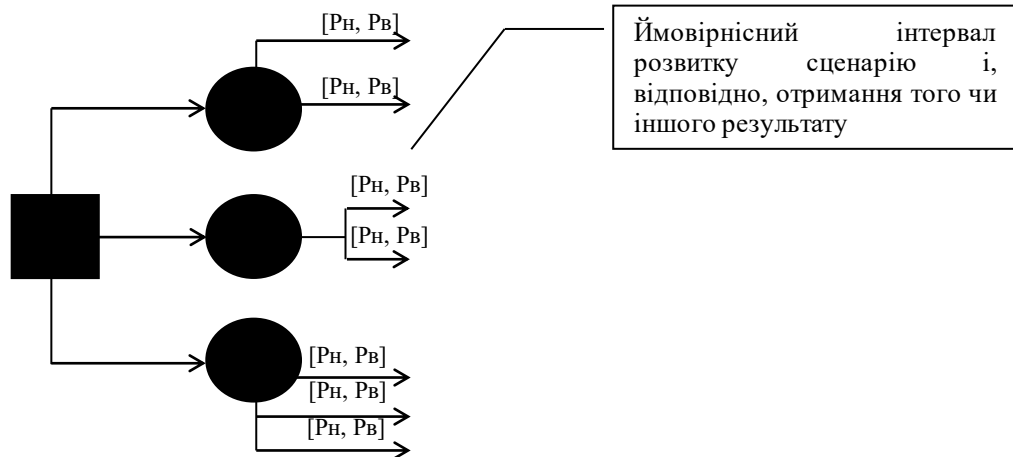 [Рн, Рв]
[Рн, Рв]
Ймовірнісний інтервал
розвитку сценарію і,
відповідно, отримання того чи
іншого результату
[Рн, Рв]
[Рн, Рв]
[Рн, Рв]
[Рн, Рв]
[Рн, Рв]